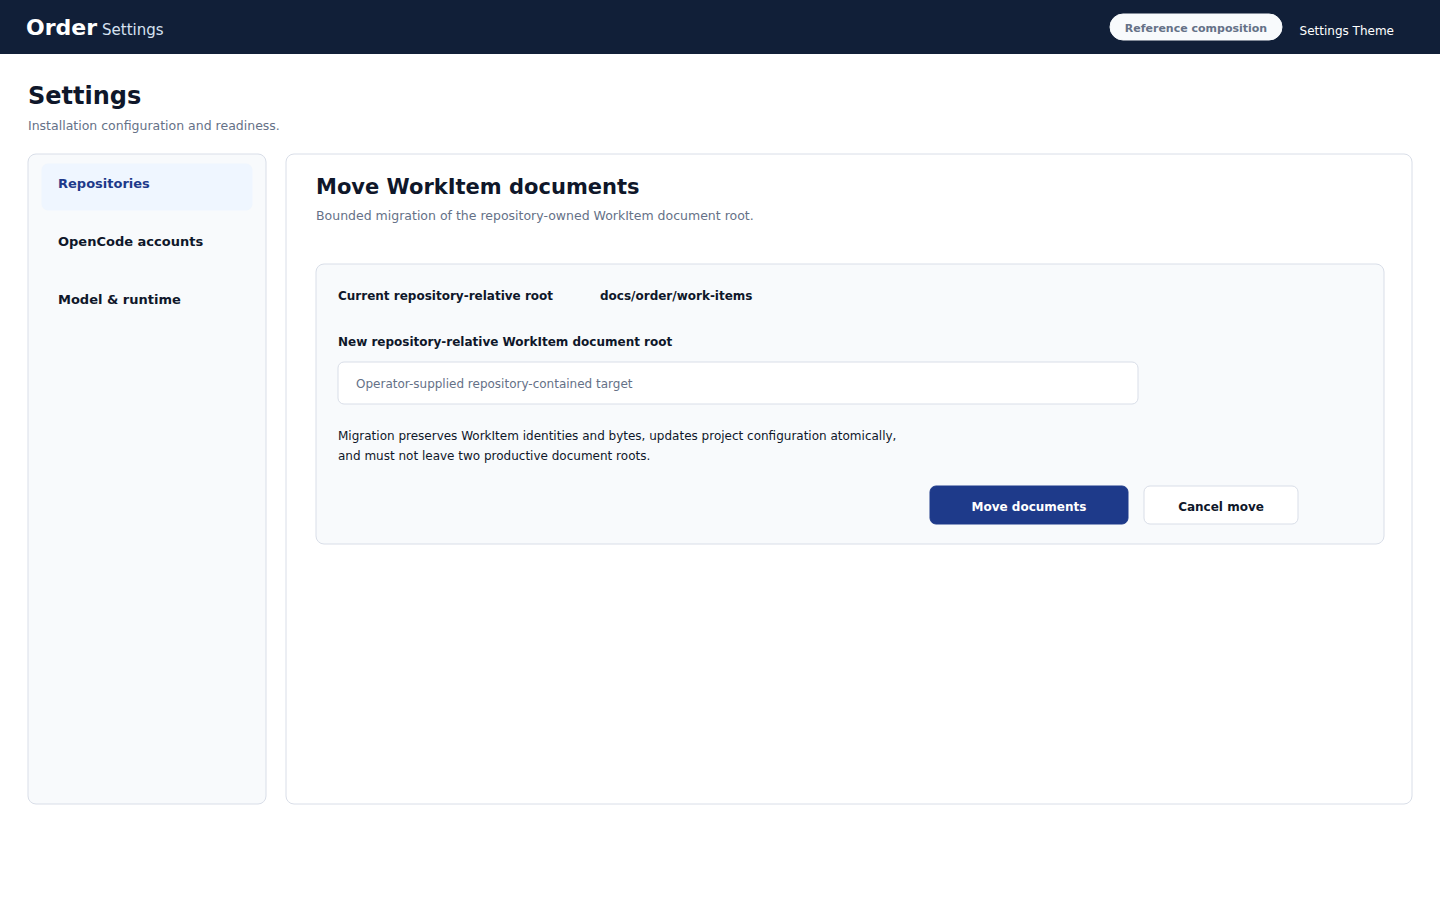 Order Settings
Reference composition
Settings Theme
Settings
Installation configuration and readiness.
Repositories
OpenCode accounts
Model & runtime
Move WorkItem documents
Bounded migration of the repository-owned WorkItem document root.
Current repository-relative root docs/order/work-items
New repository-relative WorkItem document root
Operator-supplied repository-contained target
Migration preserves WorkItem identities and bytes, updates project configuration atomically,
and must not leave two productive document roots.
Move documents
Cancel move